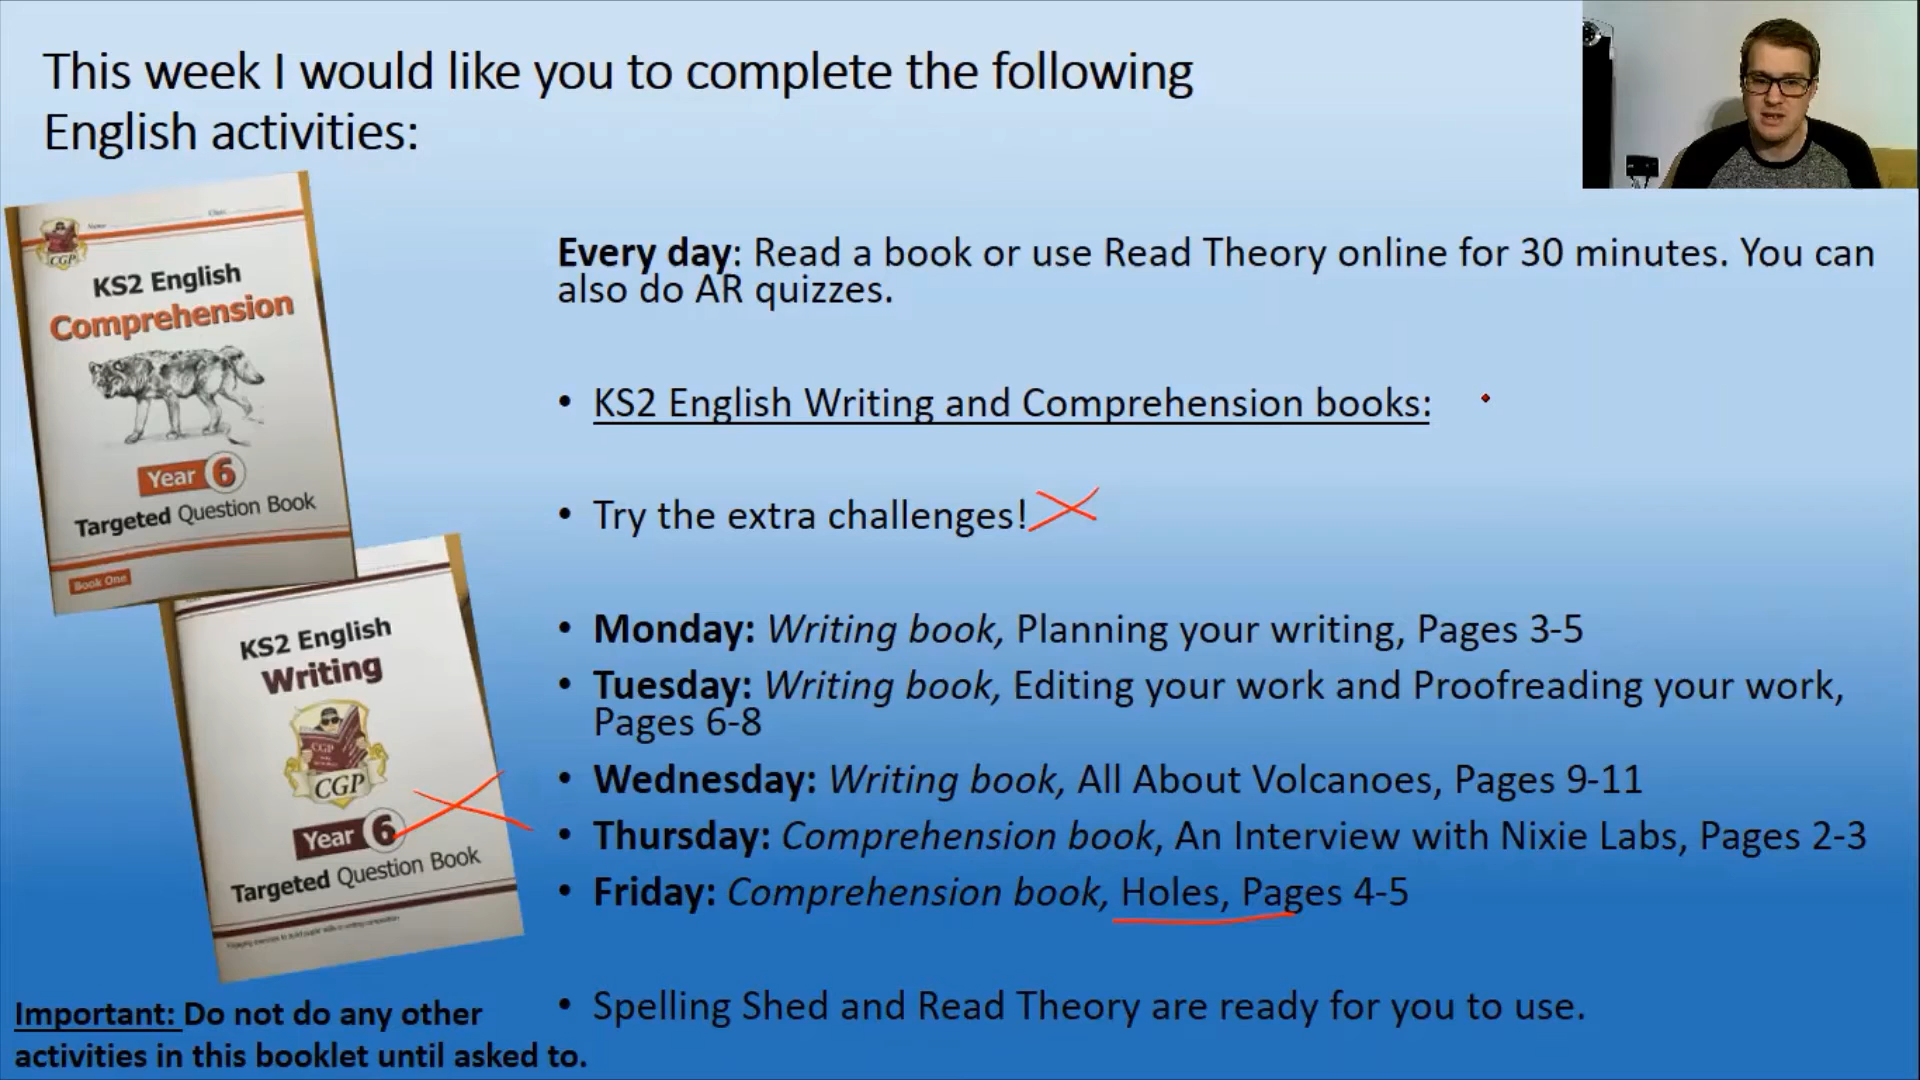 This week I would like you to complete the following
English activities:
Name
Class
CGP
KS2 English
Comprehension
Year 6
Targeted Question Book
Book One
KS2 English
Writing
CGP
CGP
Year 6
Targeted Question Book
Every day: Read a book or use Read Theory online for 30 minutes. You can
also do AR quizzes.
• KS2 English Writing and Comprehension books:
• Try the extra challenges!
• Monday: Writing book, Planning your writing, Pages 3-5
• Tuesday: Writing book, Editing your work and Proofreading your work,
Pages 6-8
• Wednesday: Writing book, All About Volcanoes, Pages 9-11
• Thursday: Comprehension book, An Interview with Nixie Labs, Pages 2-3
• Friday: Comprehension book, Holes, Pages 4-5
• Spelling Shed and Read Theory are ready for you to use.
Important: Do not do any other
activities in this booklet until asked to.